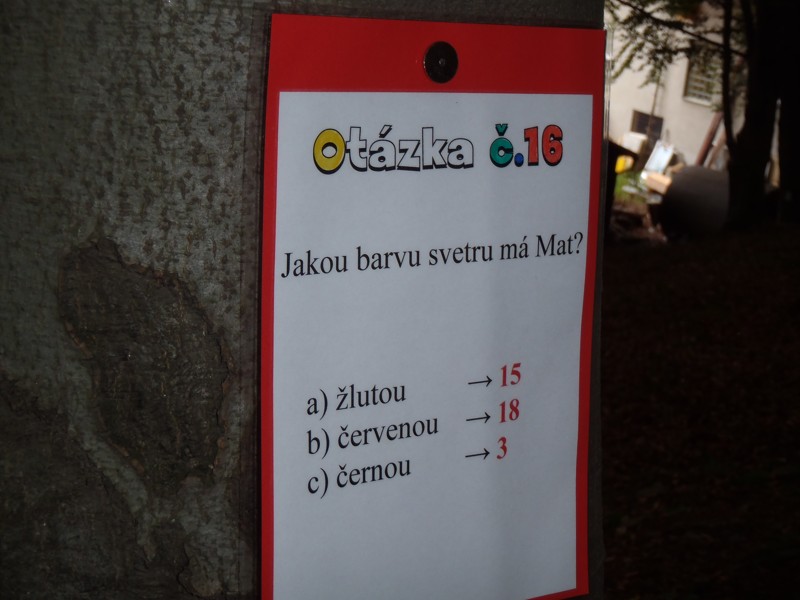 Otázka č.16
Jakou barvu svetru má Mat?
a) žlutou → 15
b) červenou → 18
c) černou → 3